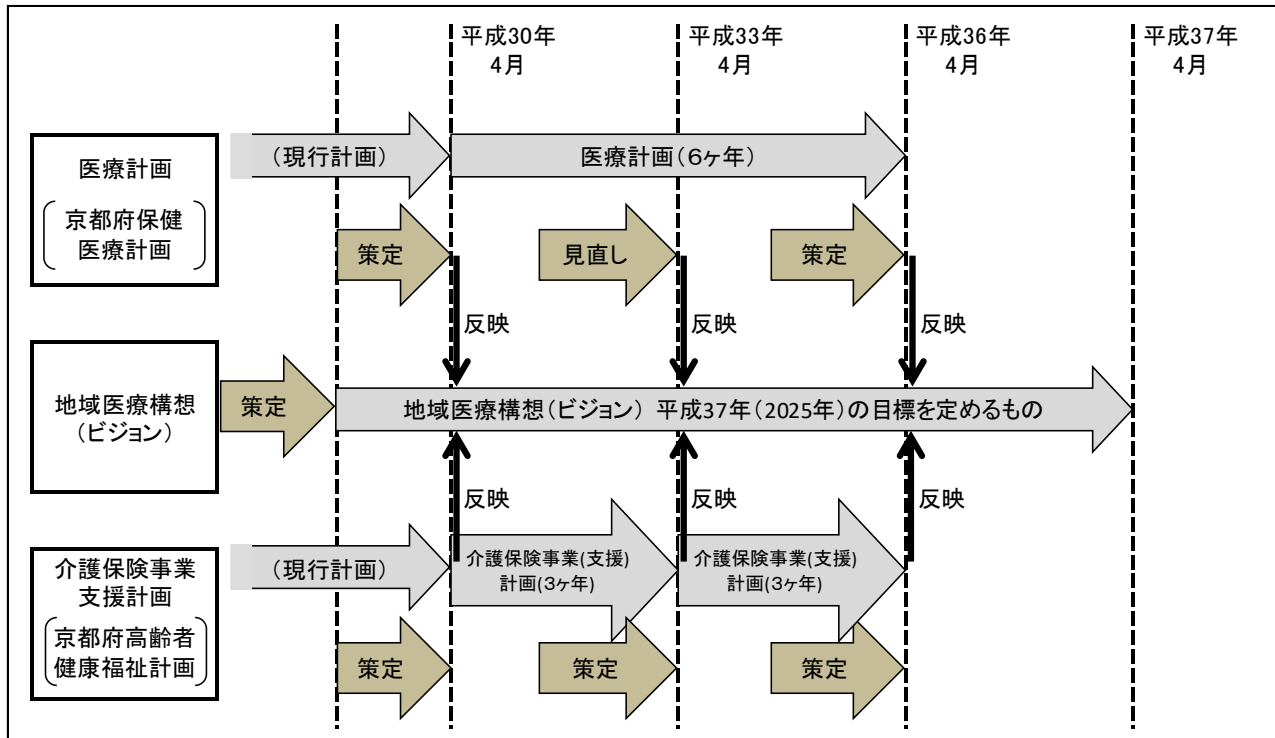 平成30年
4月
平成33年
4月
平成36年
4月
平成37年
4月
医療計画
京都府保健
医療計画
(現行計画)
医療計画(6ヶ年)
策定
見直し
策定
反映
反映
反映
地域医療構想
(ビジョン)
策定
地域医療構想(ビジョン) 平成37年(2025年)の目標を定めるもの
反映
反映
反映
介護保険事業
支援計画
京都府高齢者
健康福祉計画
(現行計画)
介護保険事業(支援)
計画(3ヶ年)
介護保険事業(支援)
計画(3ヶ年)
策定
策定
策定